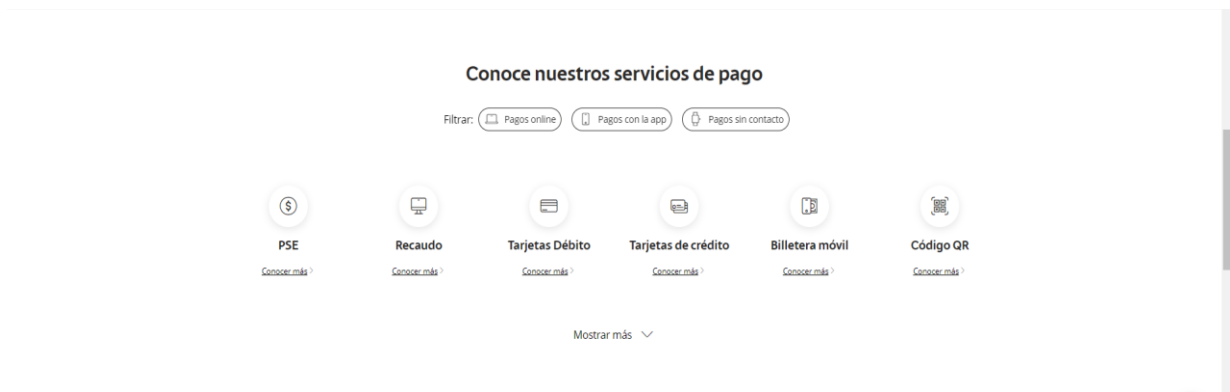 Conoce nuestros servicios de pago
Filtrar: Pagos online Pagos con la app Pagos sin contacto
PSE Recaudo Tarjetas Débito Tarjetas de crédito Billetera móvil Código QR
Conocer más Conocer más Conocer más Conocer más Conocer más Conocer más
Mostrar más